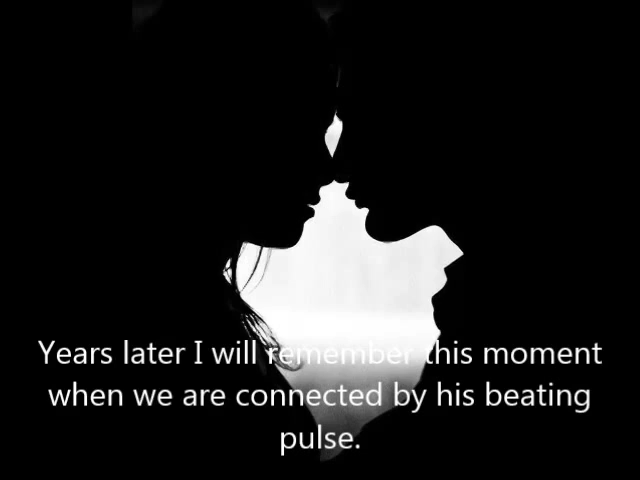 Years later I will remember this moment
when we are connected by his beating
pulse.